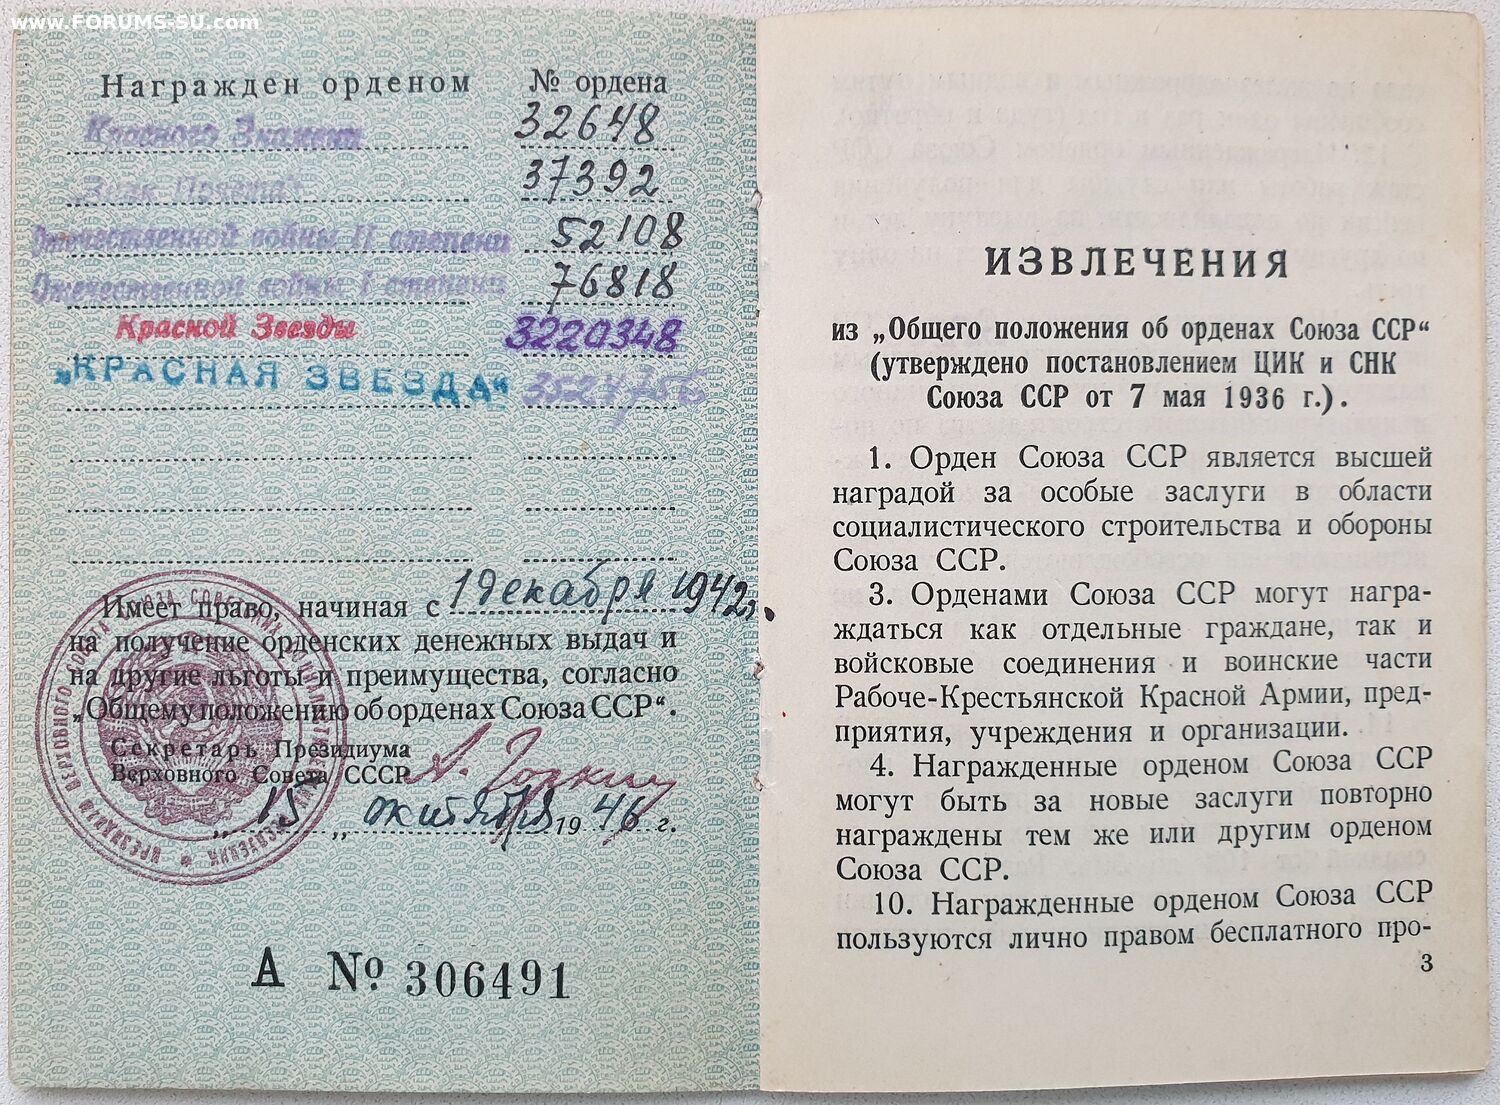 www.FORUMS-SU.com
Награжден орденом № ордена
Красного Знамени 32648
„Знак Почета“ 37392
Отечественной войны II степени 52108
Отечественной войны I степени 76818
Красной Звезды 3220348
„КРАСНАЯ ЗВЕЗДА“
Имеет право, начиная с 1 декабря 1942 г.
на получение орденских денежных выдач и
на другие льготы и преимущества, согласно
„Общему положению об орденах Союза ССР“.
Секретарь Президиума
Верховного Совета СССР А. Горкин
„15„ октября 1946 г.
А № 306491
ИЗВЛЕЧЕНИЯ
из „Общего положения об орденах Союза ССР“
(утверждено постановлением ЦИК и СНК
Союза ССР от 7 мая 1936 г.).
1. Орден Союза ССР является высшей
наградой за особые заслуги в области
социалистического строительства и обороны
Союза ССР.
3. Орденами Союза ССР могут награ-
ждаться как отдельные граждане, так и
войсковые соединения и воинские части
Рабоче-Крестьянской Красной Армии, пред-
приятия, учреждения и организации.
4. Награжденные орденом Союза ССР
могут быть за новые заслуги повторно
награждены тем же или другим орденом
Союза ССР.
10. Награжденные орденом Союза ССР
пользуются лично правом бесплатного про-
3